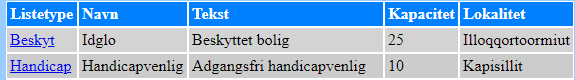 Listetype Navn Tekst Kapacitet Lokalitet
Beskyt Idglo Beskyttet bolig 25 Illoqqortoormiut
Handicap Handicapvenlig Adgangsfri handicapvenlig 10 Kapisillit